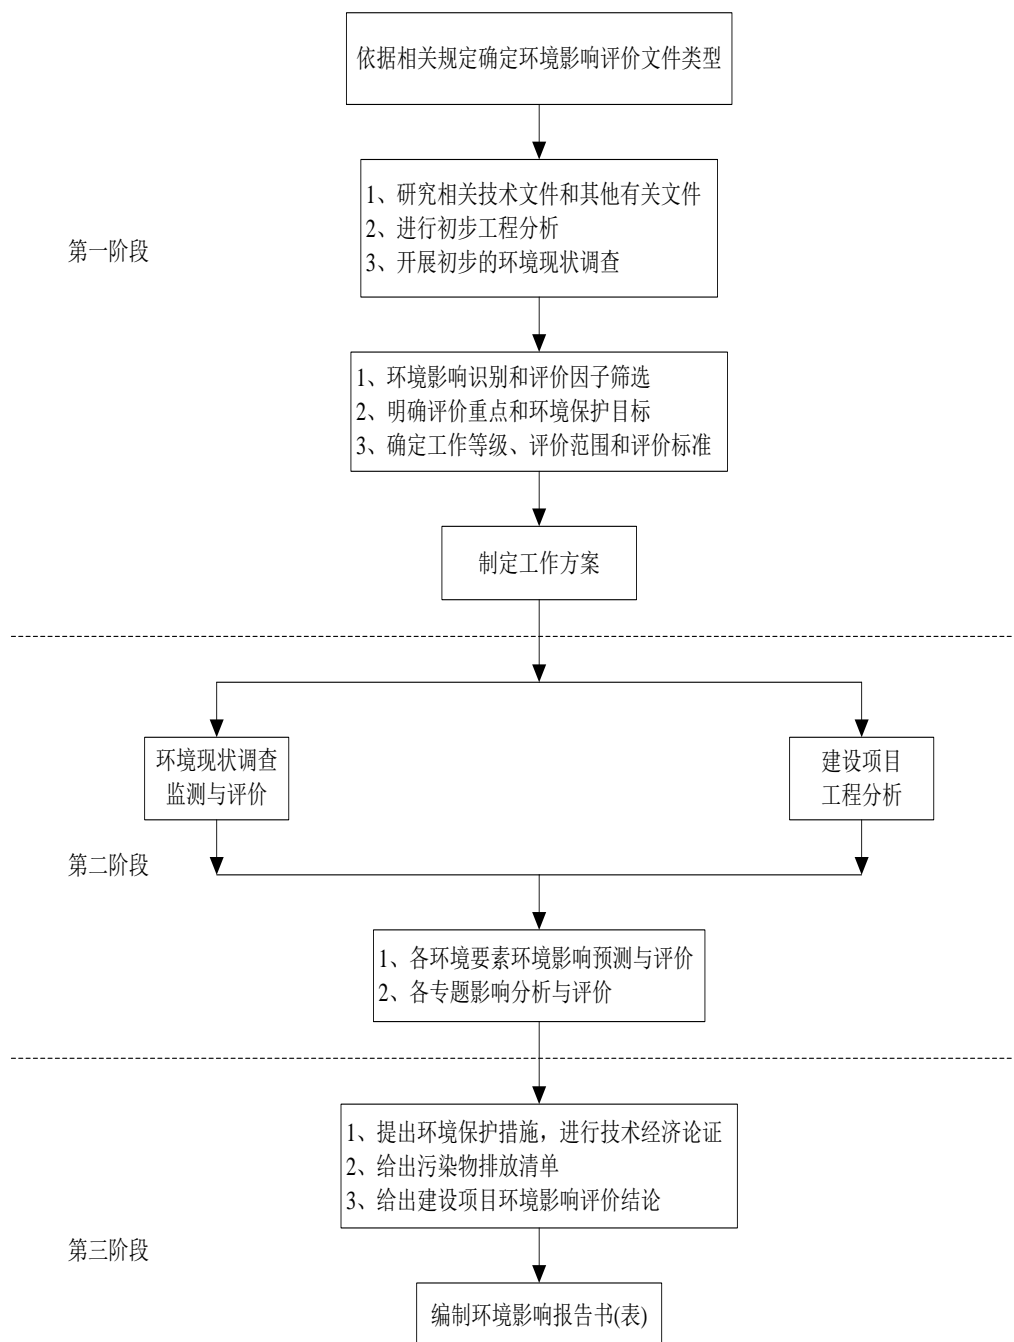 依据相关规定确定环境影响评价文件类型
1、研究相关技术文件和其他有关文件
2、进行初步工程分析
3、开展初步的环境现状调查
第一阶段
1、环境影响识别和评价因子筛选
2、明确评价重点和环境保护目标
3、确定工作等级、评价范围和评价标准
制定工作方案
环境现状调查
监测与评价
建设项目
工程分析
第二阶段
1、各环境要素环境影响预测与评价
2、各专题影响分析与评价
1、提出环境保护措施，进行技术经济论证
2、给出污染物排放清单
3、给出建设项目环境影响评价结论
第三阶段
编制环境影响报告书(表)